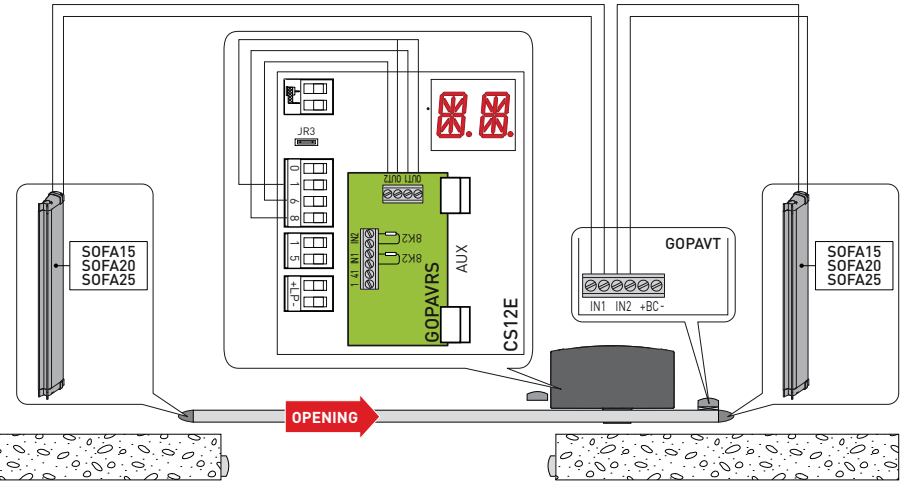 JR3
0
1
6
8
1
5
+LP-
OUT2 OUT1
IN2
8K2
IN1
8K2
1 41
GOPAVRS
AUX
CS12E
GOPAVT
IN1 IN2 +BC-
SOFA15
SOFA20
SOFA25
SOFA15
SOFA20
SOFA25
OPENING